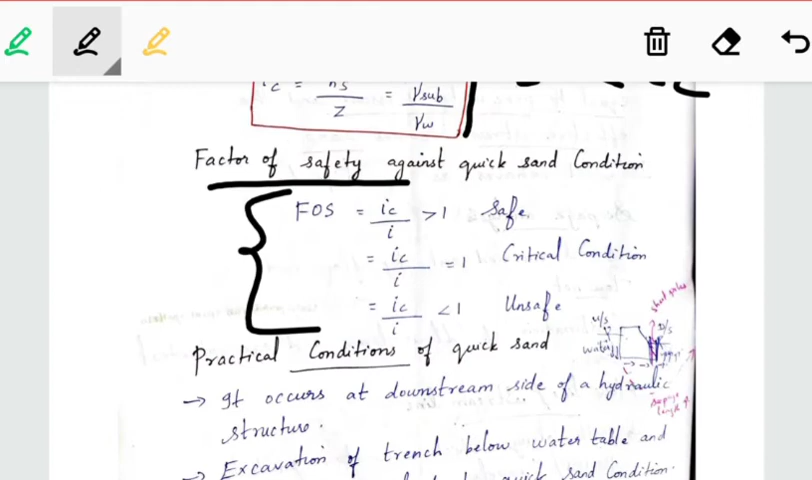 ic = hs/Z = γsub/γw
Factor of safety against quick sand Condition
FOS = ic/i > 1 Safe
= ic/i = 1 Critical Condition
= ic/i < 1 Unsafe
Practical Conditions of quick sand
u/s
D/s
water
→ It occurs at downstream side of a hydraulic
structure.
→ Excavation of trench below water table and
quick sand Condition.